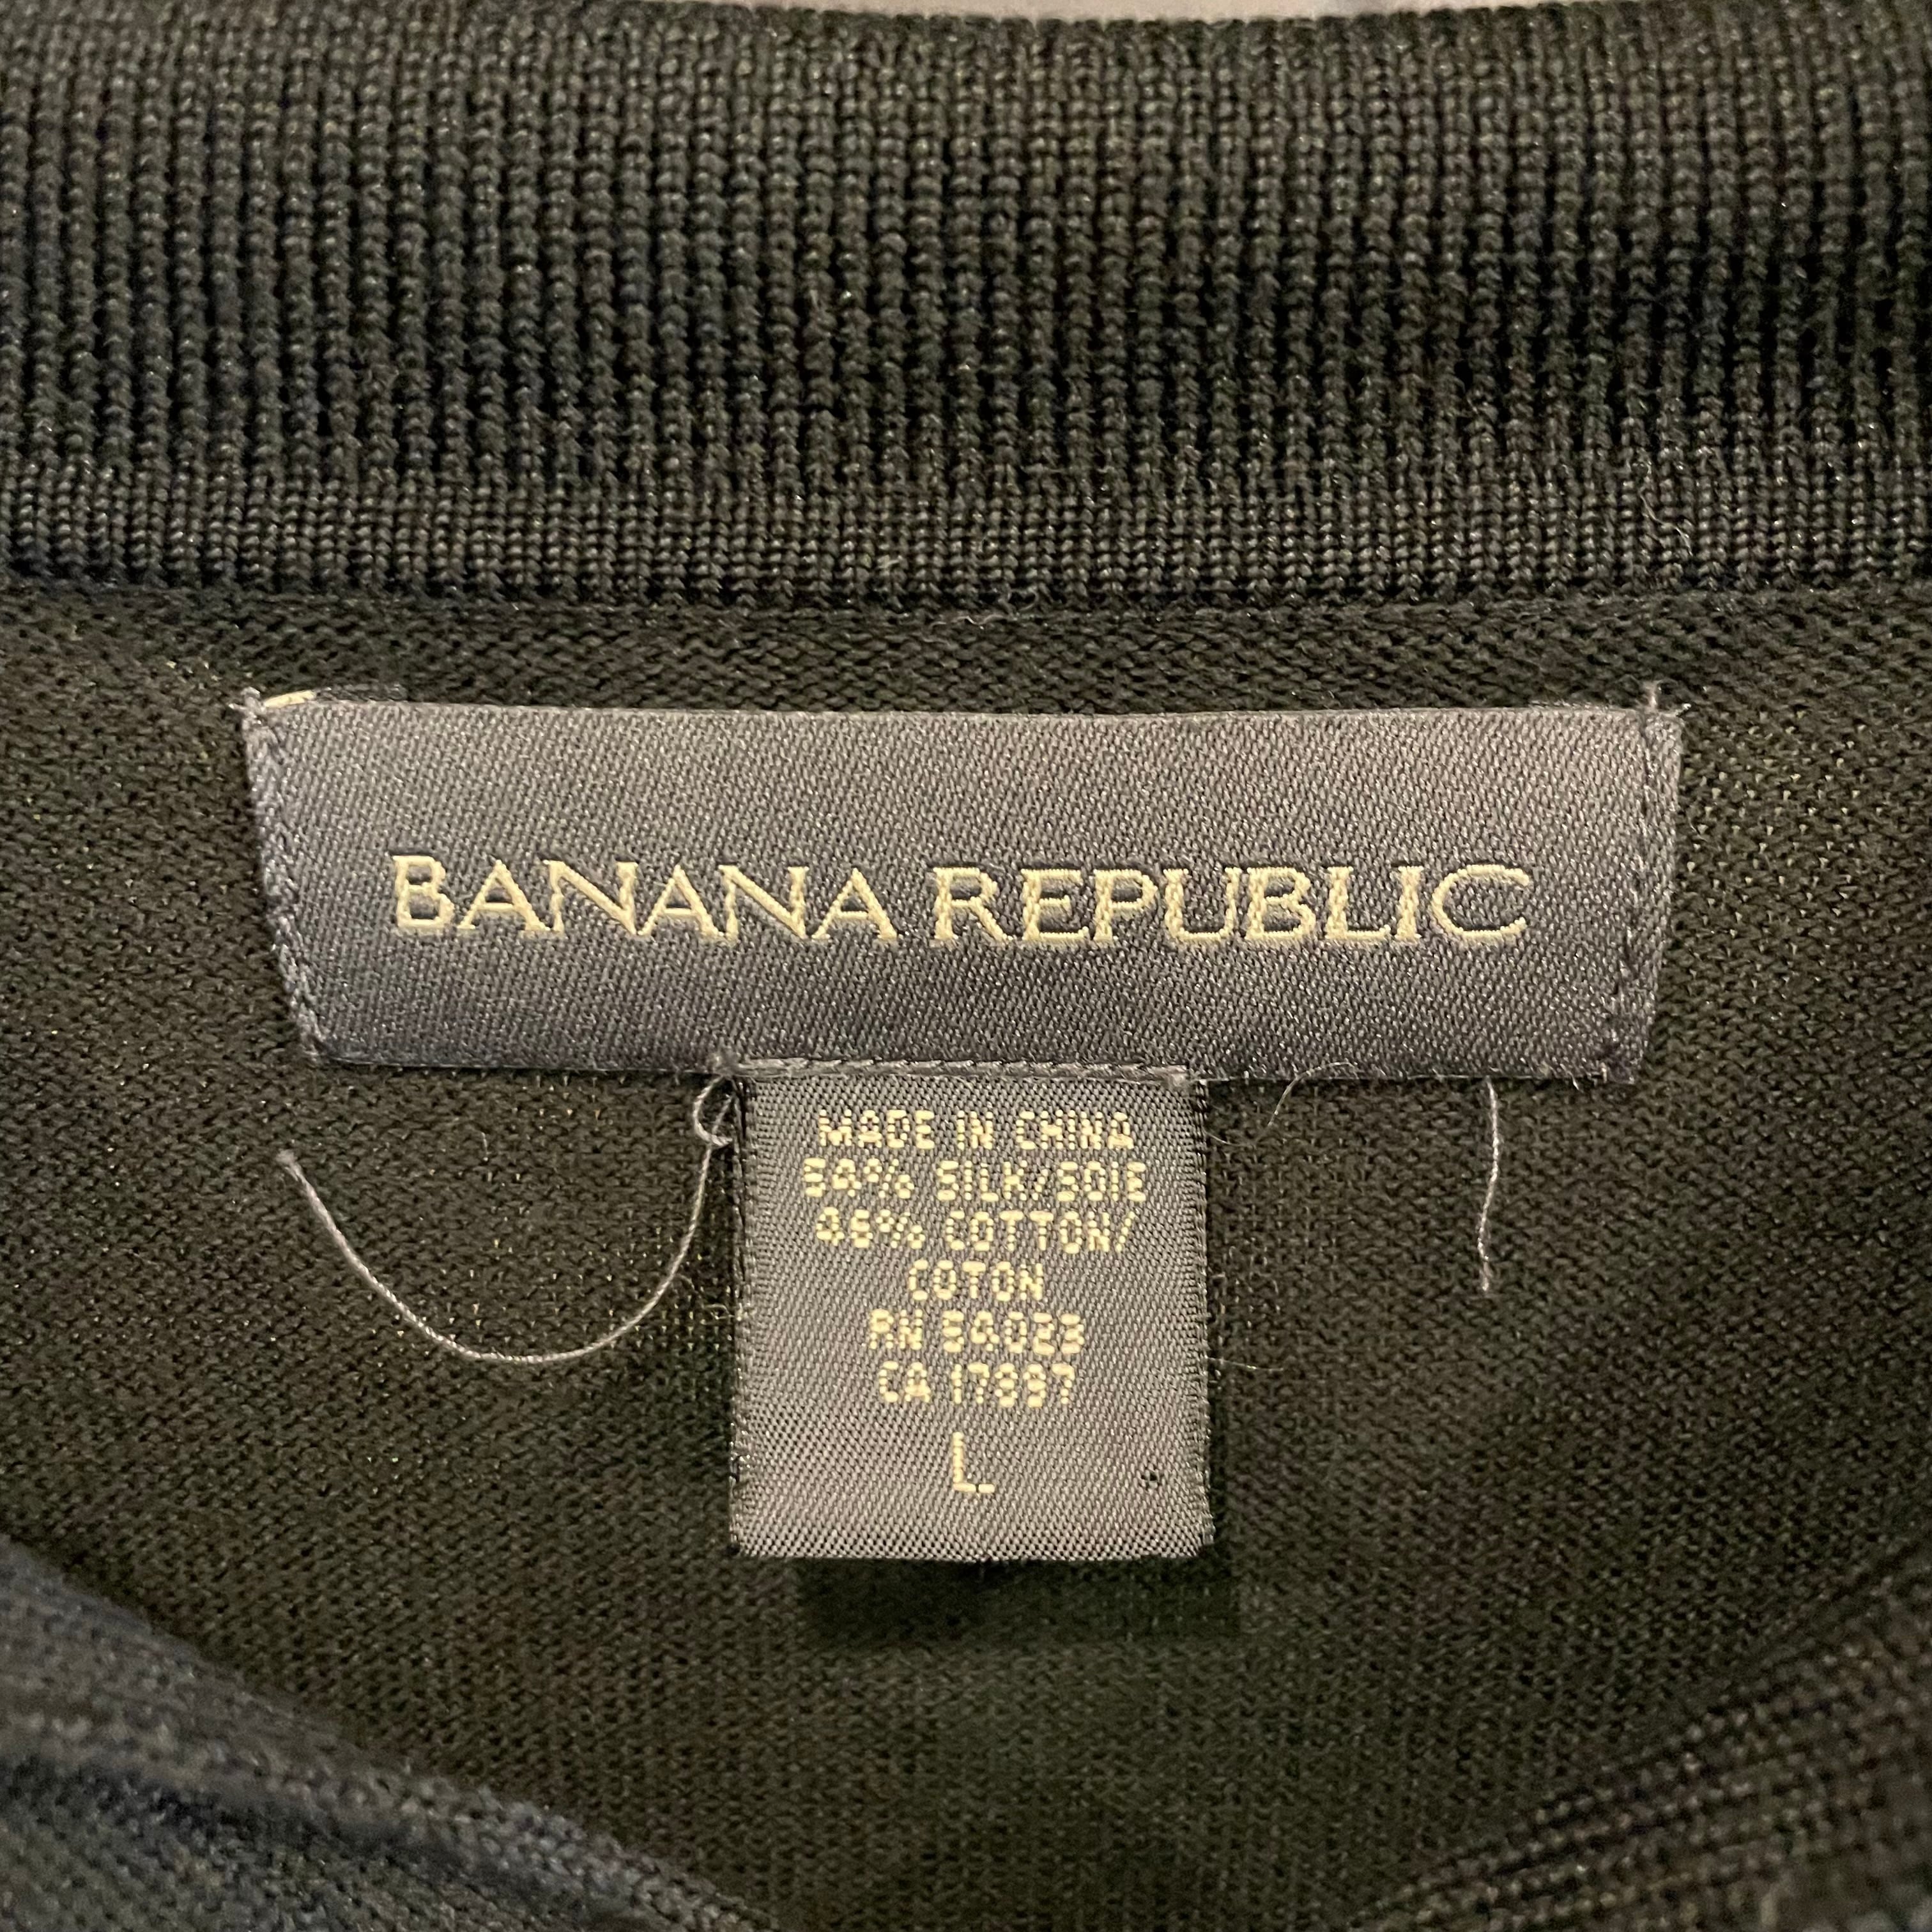 BANANA REPUBLIC
MADE IN CHINA
54% SILK/SOIE
46% COTTON/
COTON
RN 54023
CA 17897
L